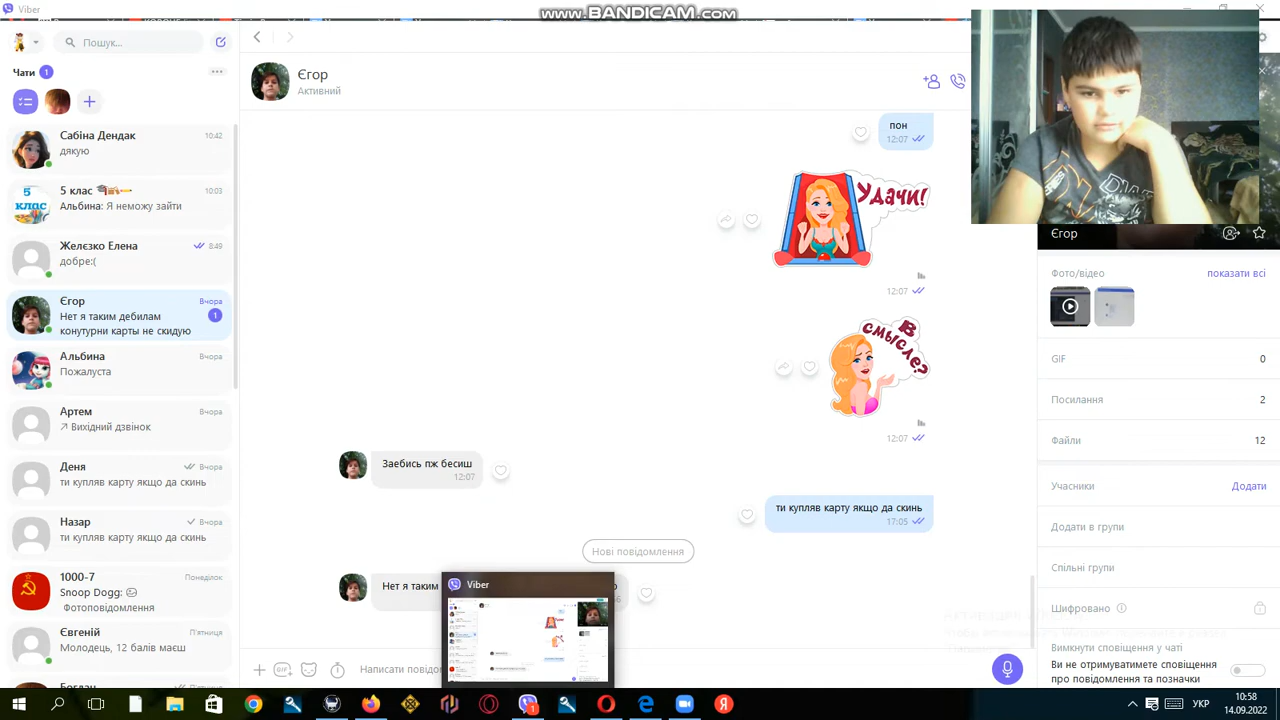 Viber
www.BANDICAM.com
Пошук...
Чати 1
Сабіна Дендак 10:42
дякую
5 клас 10:03
Альбина: Я неможу зайти
Желєзко Елена 8:49
добре:(
Єгор Вчора
Нет я таким дебилам 1
конутурни карты не скидую
Альбина Вчора
Пожалуста
Артем Вчора
Вихідний дзвінок
Деня Вчора
ти купляв карту якщо да скинь
Назар Вчора
ти купляв карту якщо да скинь
1000-7 Понеділок
Snoop Dogg:
Фотоповідомлення
Євгеній П'ятниця
Молодець, 12 балів маєш
Єгор
Активний
пон
12:07
Удачи!
12:07
В смысле?
12:07
Заебись пж бесиш
12:07
ти купляв карту якщо да скинь
17:05
Нові повідомлення
Нет я таким
Viber
GIF
Написати повідо
Єгор
Фото/відео показати всі
GIF 0
Посилання 2
Файли 12
Учасники Додати
Додати в групи
Спільні групи
Шифровано
Вимкнути сповіщення у чаті
Ви не отримуватимете сповіщення
про повідомлення та позначки
УКР
10:58
14.09.2022